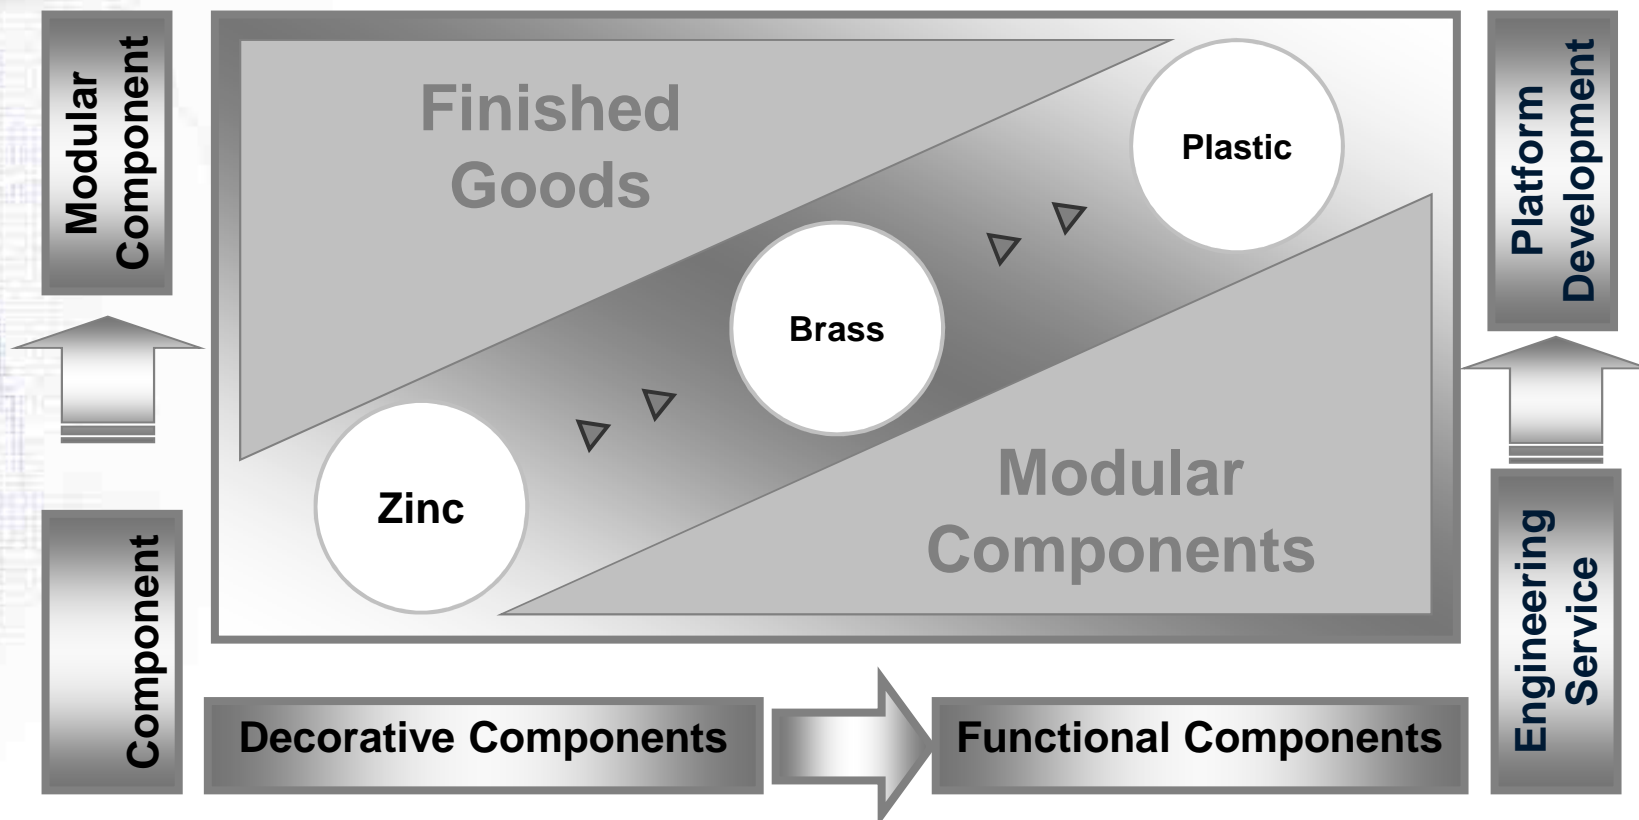 Modular
Component
Finished
Goods
Plastic
Platform
Development
Brass
Zinc
Modular
Components
Component
Engineering
Service
Decorative Components
Functional Components